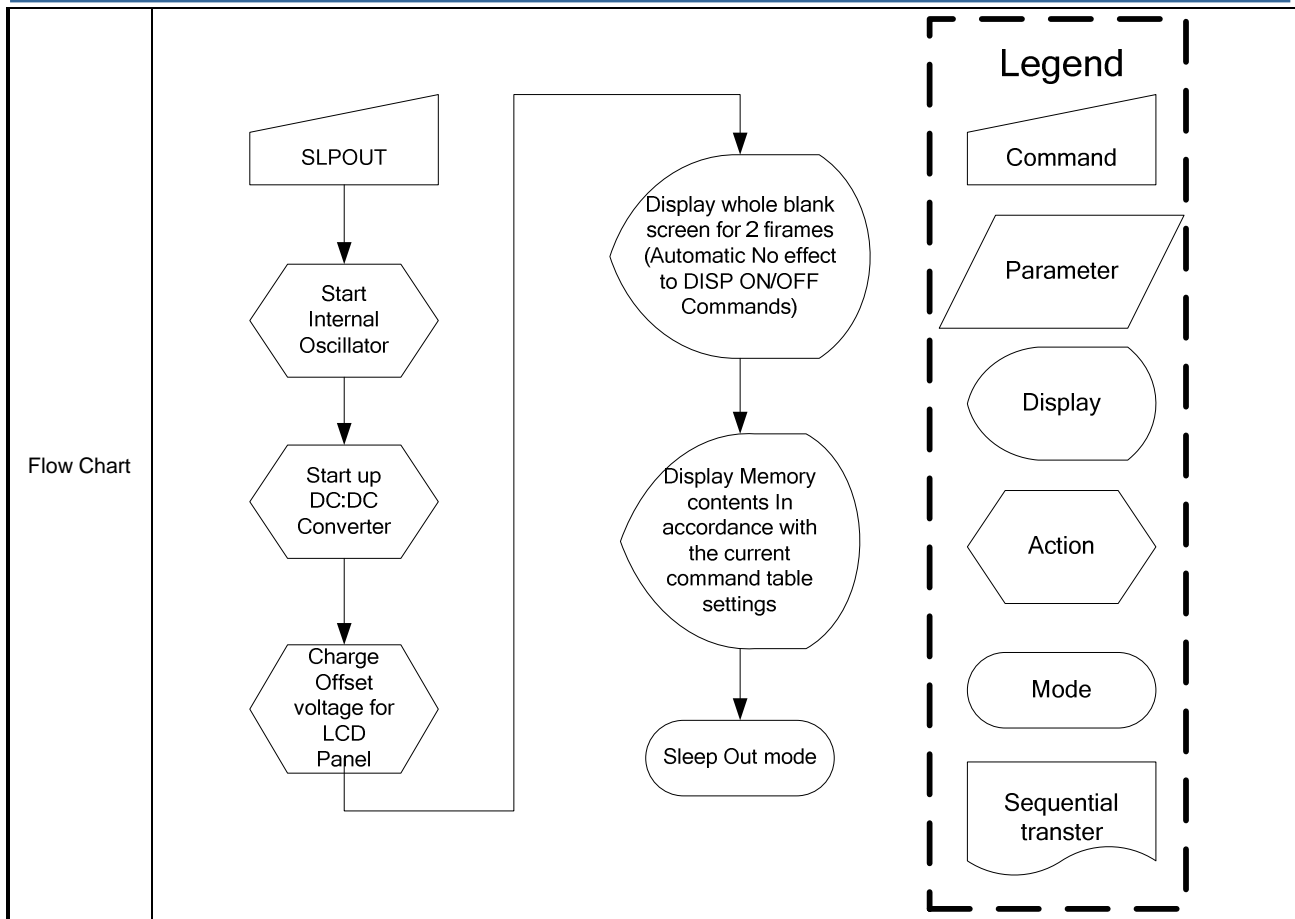 Flow Chart
SLPOUT
Start
Internal
Oscillator
Start up
DC:DC
Converter
Charge
Offset
voltage for
LCD
Panel
Display whole blank
screen for 2 firames
(Automatic No effect
to DISP ON/OFF
Commands)
Display Memory
contents In
accordance with
the current
command table
settings
Sleep Out mode
Legend
Command
Parameter
Display
Action
Mode
Sequential
transter